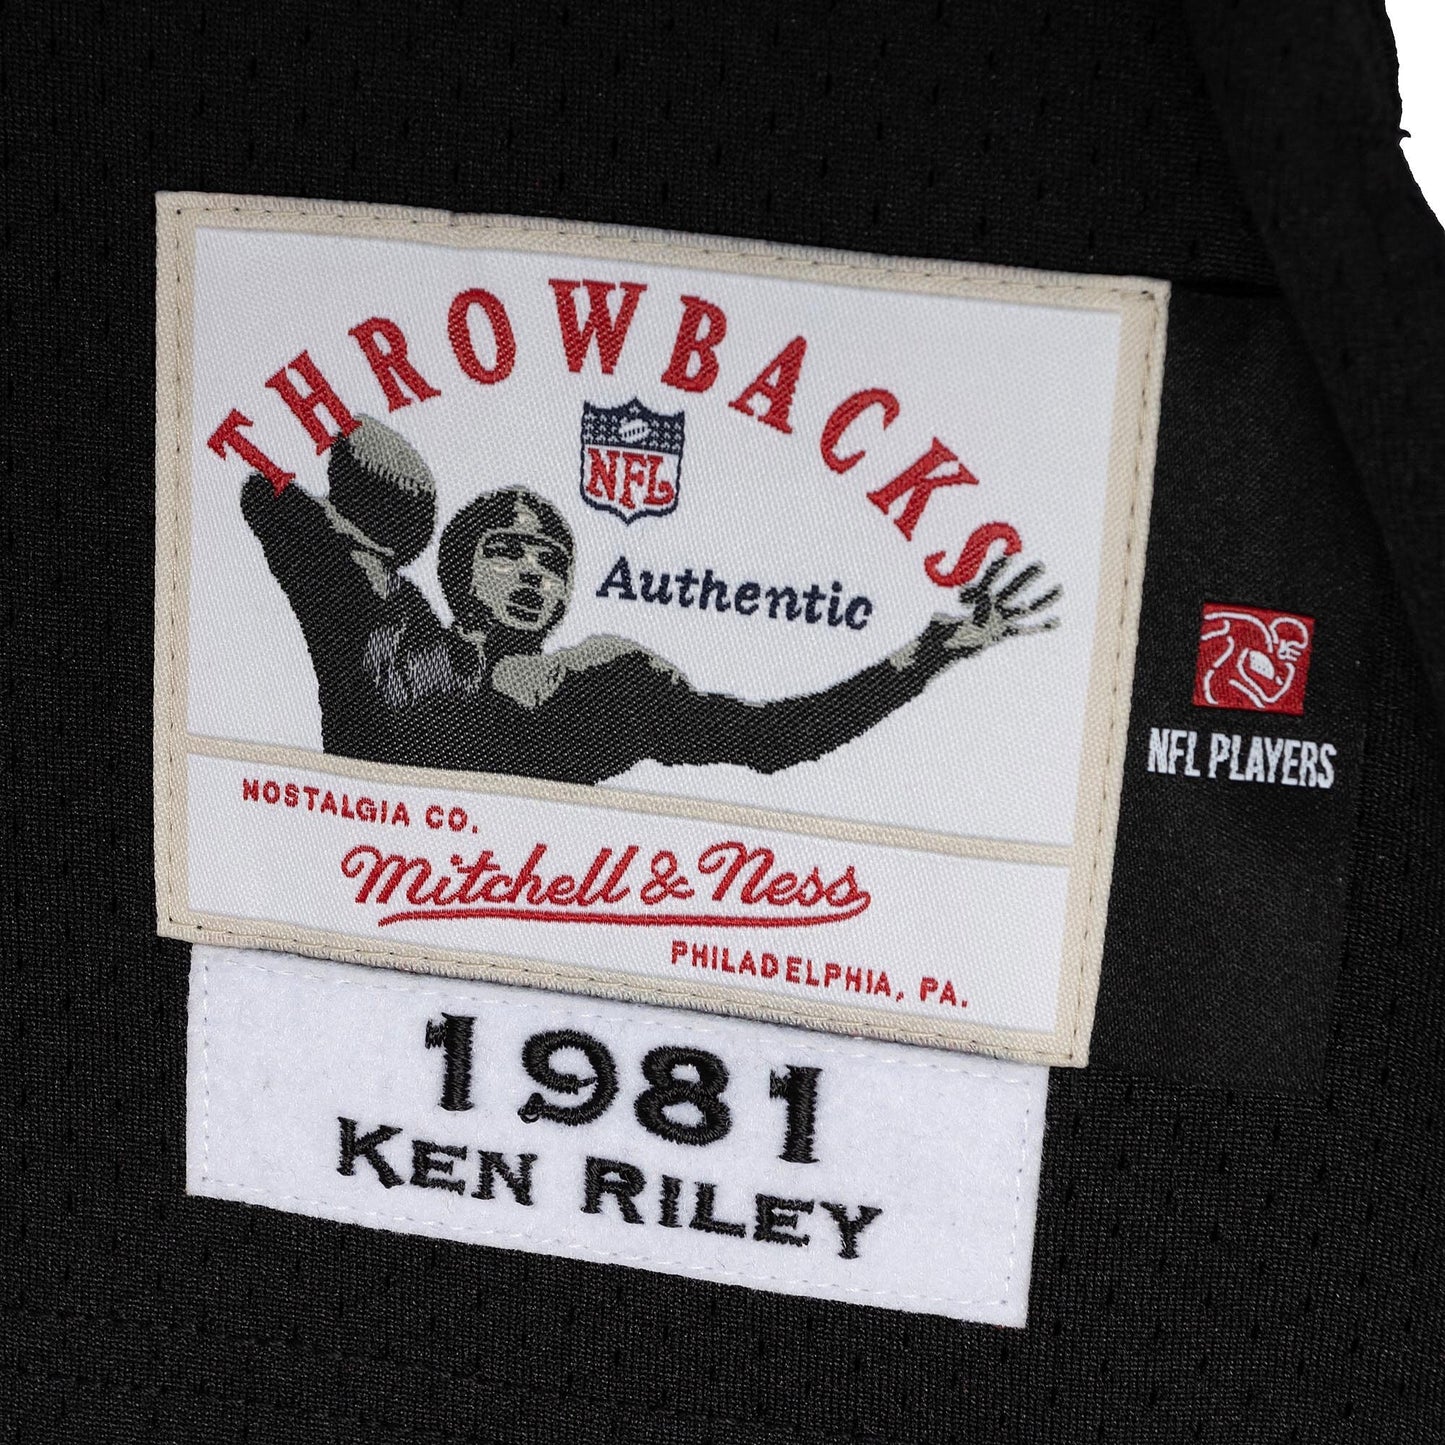 THROWBACKS
NFL
Authentic
NOSTALGIA CO.
Mitchell & Ness
PHILADELPHIA, PA.
NFL PLAYERS
1981
KEN RILEY